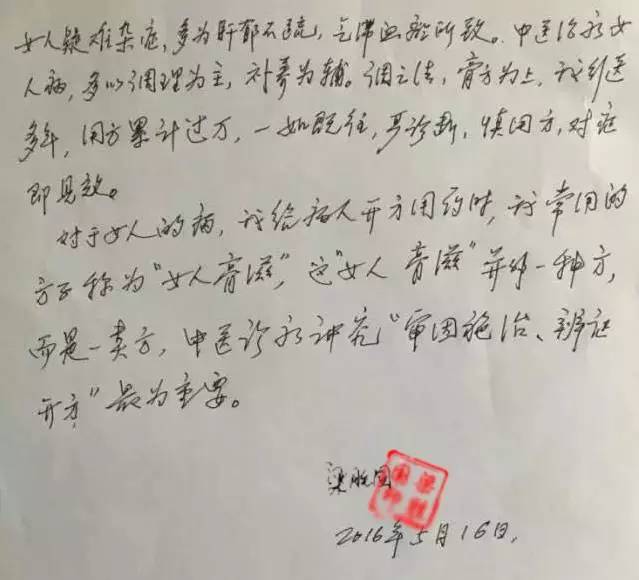 女人疑难杂症，多为肝郁不疏，气滞血瘀所致。中医治疗女
人病，多以调理为主，补养为辅。调之法，膏方为上，我行医
多年，用方累计过万，一如既往，至诊断，慎用方，对症
即见效。
对于女人的病，我给病人开方用药时，我常用的
方子称为“女人膏滋”，这“女人膏滋”并非一种方，
而是一类方，中医诊疗讲究“审因施治、辨证
开方”最为重要。
梁
2016年5月16日.